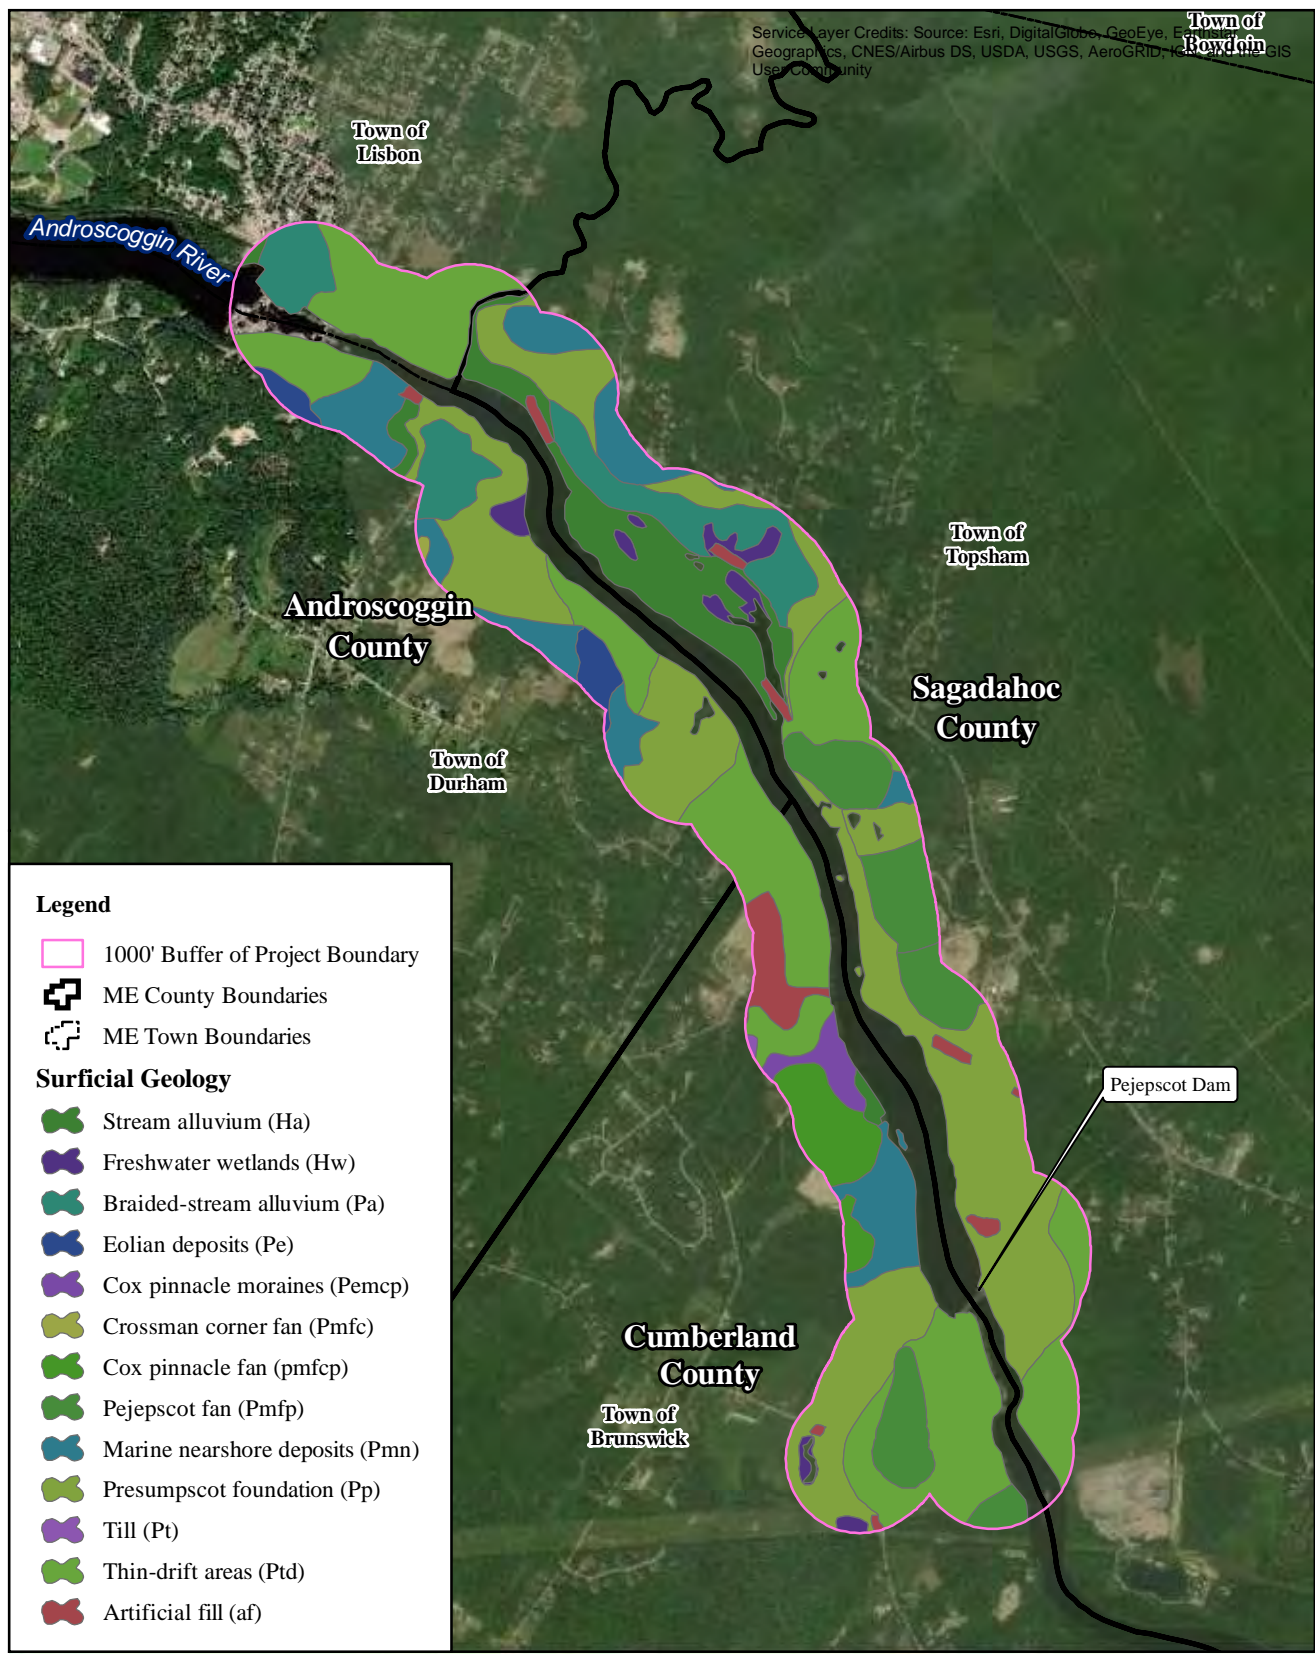 Town of
Bowdoin
Service Layer Credits: Source: Esri, DigitalGlobe, GeoEye, Earthstar
Geographics, CNES/Airbus DS, USDA, USGS, AeroGRID, IGN, and the GIS
User Community
Town of
Lisbon
Androscoggin River
Town of
Topsham
Androscoggin
County
Sagadahoc
County
Town of
Durham
Pejepscot Dam
Cumberland
County
Town of
Brunswick
Legend
1000' Buffer of Project Boundary
ME County Boundaries
ME Town Boundaries
Surficial Geology
Stream alluvium (Ha)
Freshwater wetlands (Hw)
Braided-stream alluvium (Pa)
Eolian deposits (Pe)
Cox pinnacle moraines (Pemcp)
Crossman corner fan (Pmfc)
Cox pinnacle fan (pmfcp)
Pejepscot fan (Pmfp)
Marine nearshore deposits (Pmn)
Presumpscot foundation (Pp)
Till (Pt)
Thin-drift areas (Ptd)
Artificial fill (af)